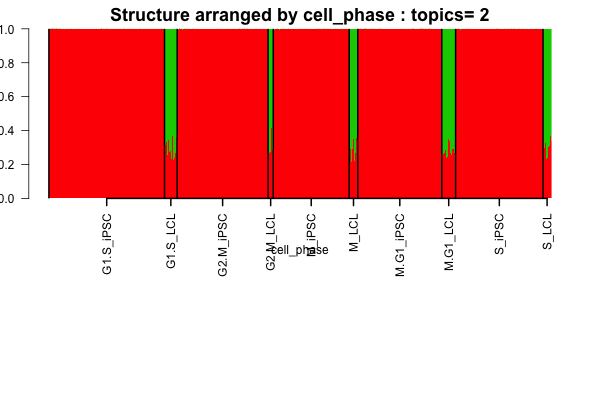 Structure arranged by cell_phase : topics= 2
1.0
0.8
0.6
0.4
0.2
0.0
G1.S_iPSC
G1.S_LCL
G2.M_iPSC
G2.M_LCL
M_iPSC
M_LCL
M.G1_iPSC
M.G1_LCL
S_iPSC
S_LCL
cell_phase